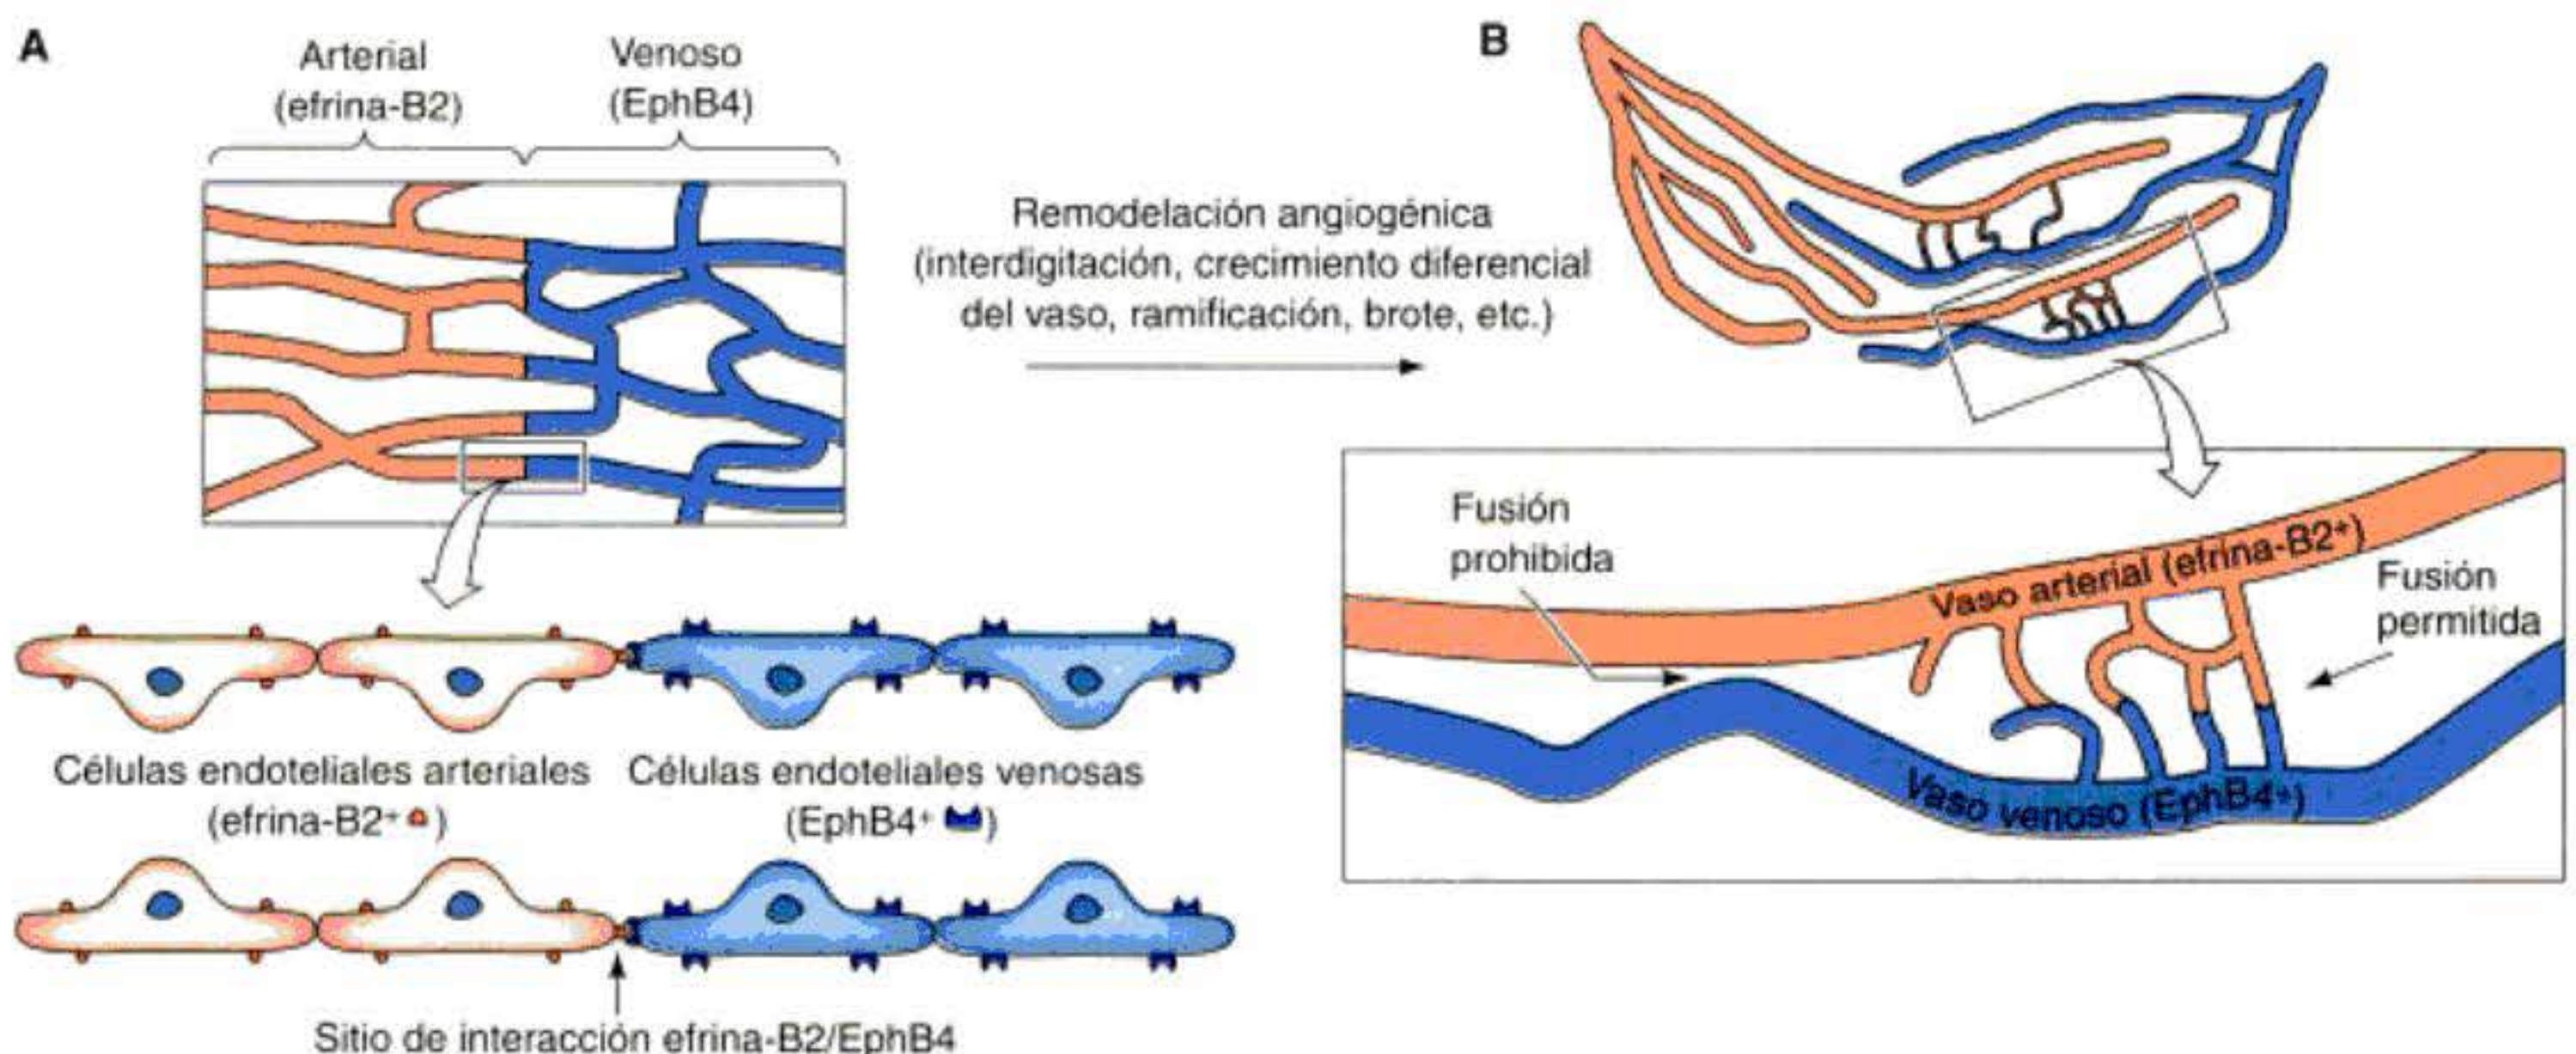 A
Arterial
(efrina-B2)
Venoso
(EphB4)
Remodelación angiogénica
(interdigitación, crecimiento diferencial
del vaso, ramificación, brote, etc.)
B
Fusión
prohibida
Vaso arterial (efrina-B2⁺)
Fusión
permitida
Vaso venoso (EphB4⁺)
Células endoteliales arteriales
(efrina-B2⁺ )
Células endoteliales venosas
(EphB4⁺ )
Sitio de interacción efrina-B2/EphB4